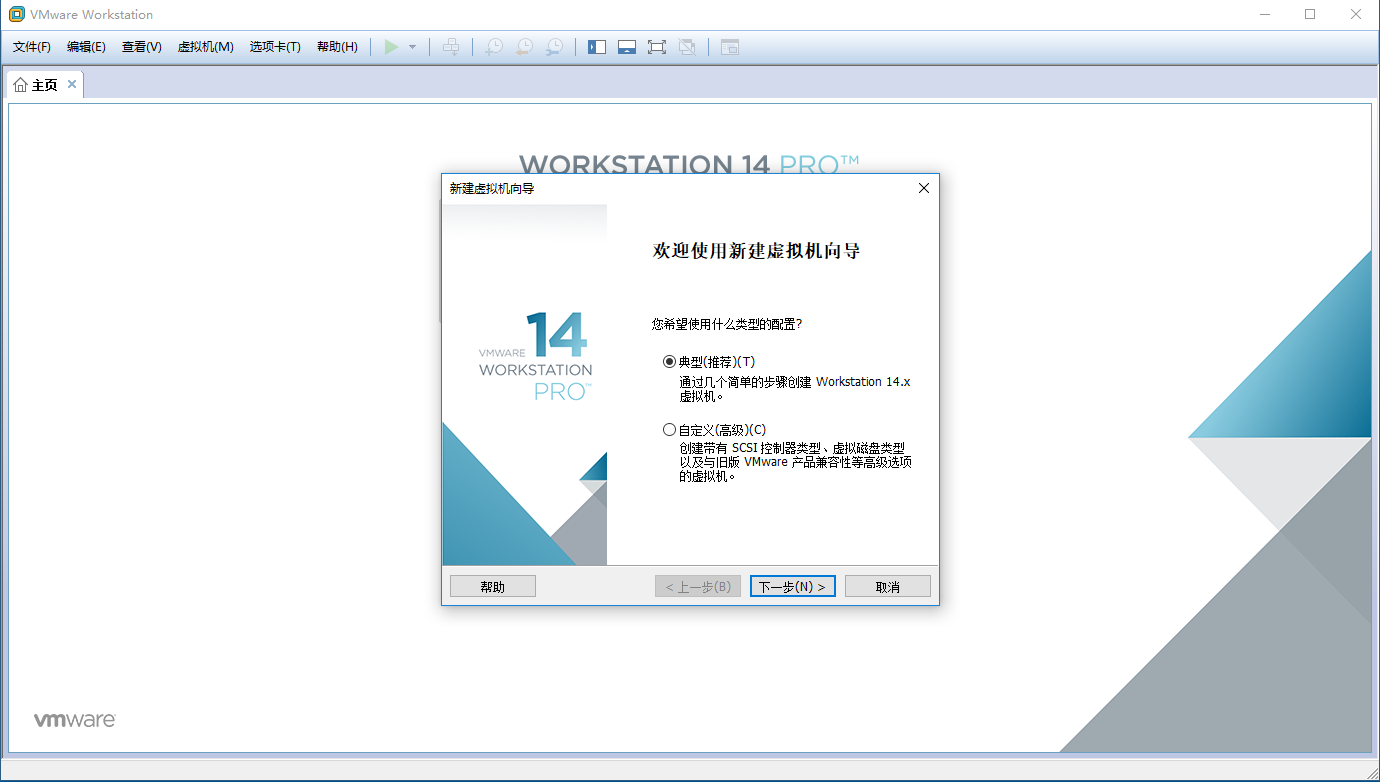 VMware Workstation
文件(F) 编辑(E) 查看(V) 虚拟机(M) 选项卡(T) 帮助(H)
主页
WORKSTATION 14 PRO™
新建虚拟机向导
14
VMWARE
WORKSTATION
PRO™
欢迎使用新建虚拟机向导
您希望使用什么类型的配置?
典型(推荐)(T)
通过几个简单的步骤创建 Workstation 14.x
虚拟机。
自定义(高级)(C)
创建带有 SCSI 控制器类型、虚拟磁盘类型
以及与旧版 VMware 产品兼容性等高级选项
的虚拟机。
帮助 < 上一步(B) 下一步(N) > 取消
vmware